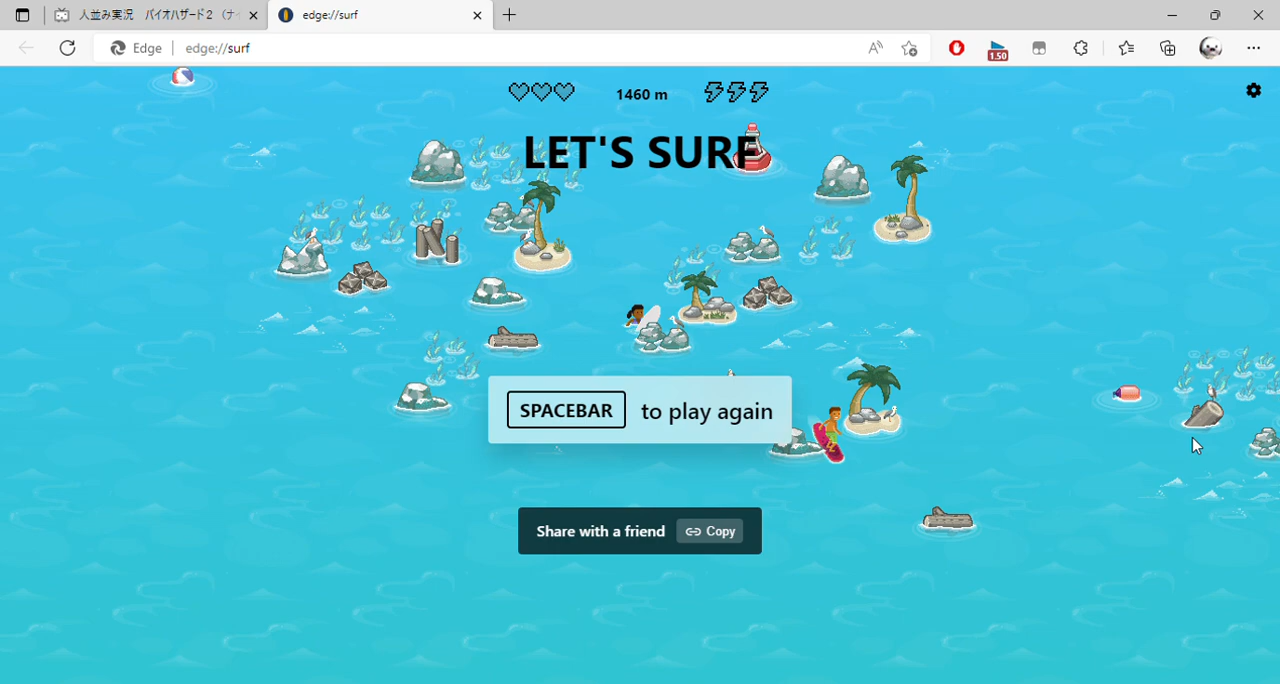 人並み実況 バイオハザード2 (ナイ
edge://surf
Edge
edge://surf
1.50
1460 m
LET'S SURF
SPACEBAR to play again
Share with a friend Copy